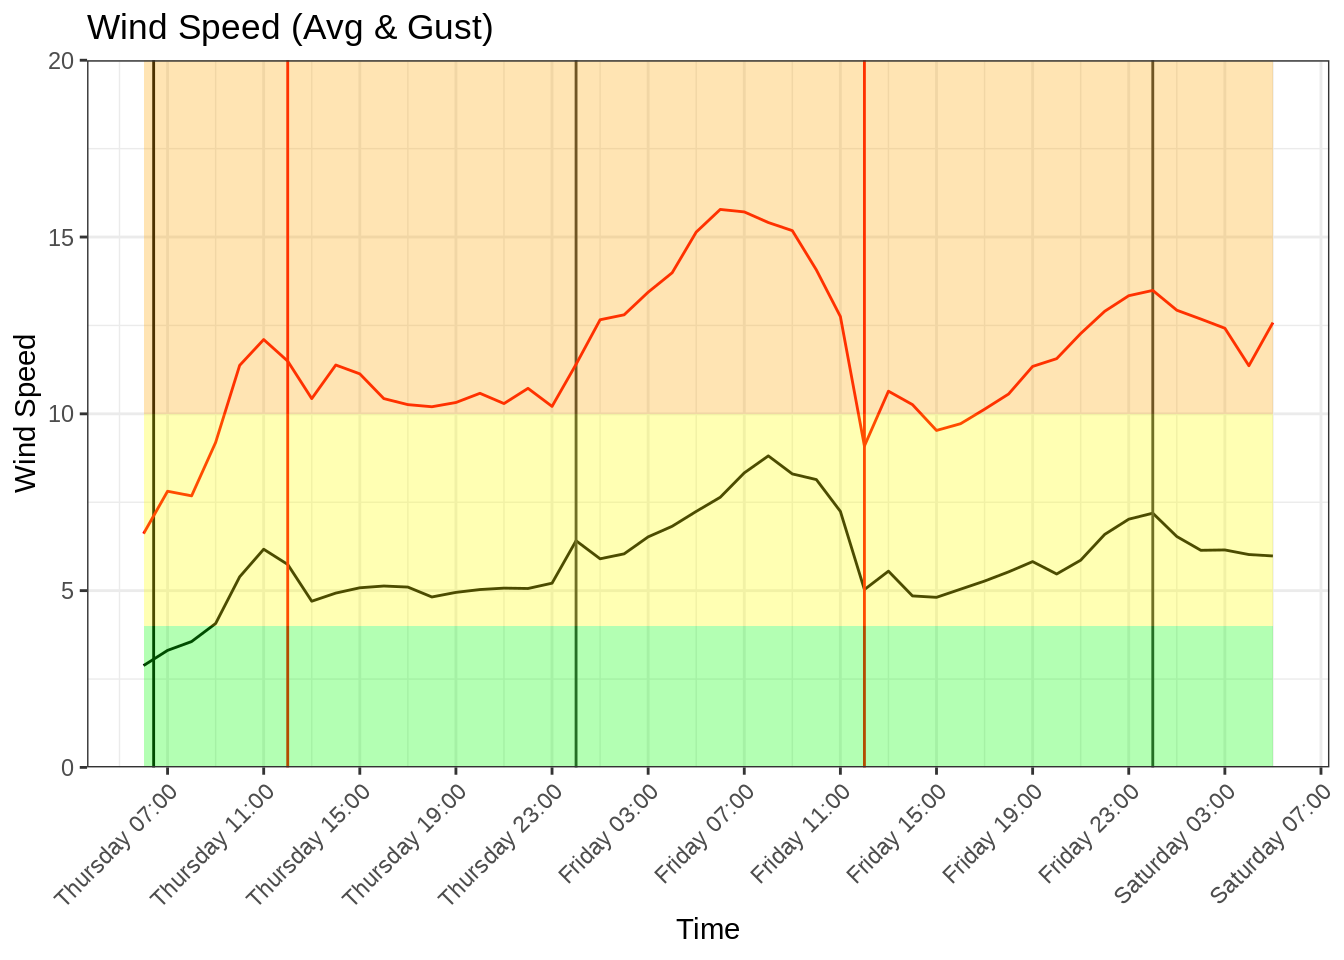 Wind Speed (Avg & Gust)
20
15
10
5
0
Wind Speed
Thursday 07:00
Thursday 11:00
Thursday 15:00
Thursday 19:00
Thursday 23:00
Friday 03:00
Friday 07:00
Friday 11:00
Friday 15:00
Friday 19:00
Friday 23:00
Saturday 03:00
Saturday 07:00
Time